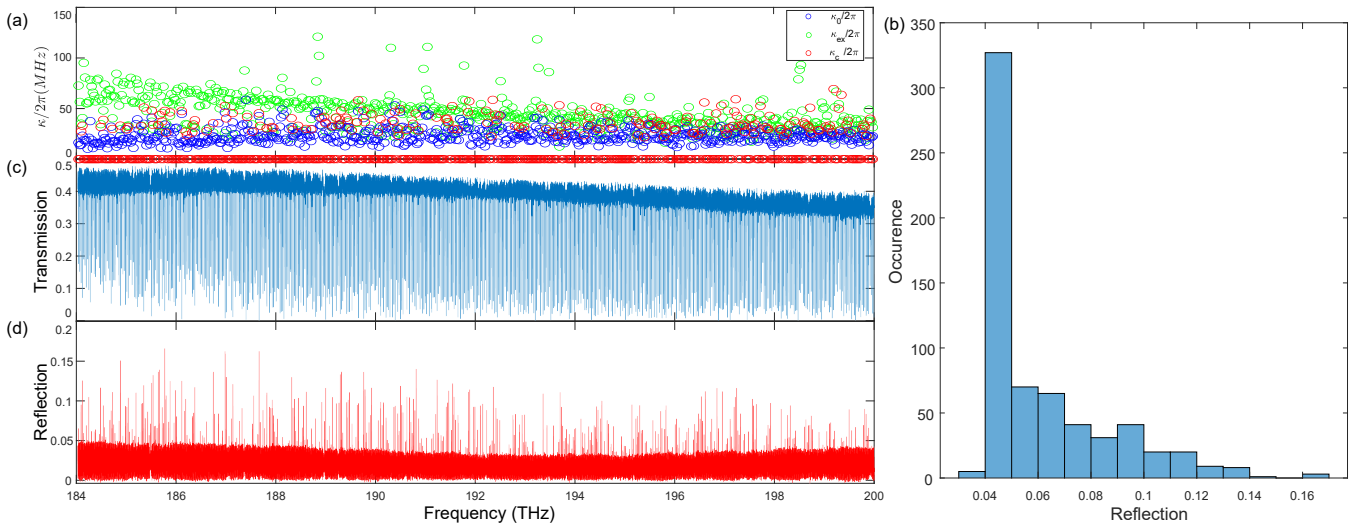 (a)
κ/2π(MHz)
150
100
50
0
κ0/2π
κex/2π
κc /2π
(c)
Transmission
0.5
0.4
0.3
0.2
0.1
0
(d)
Reflection
0.2
0.15
0.1
0.05
0
184 186 188 190 192 194 196 198 200
Frequency (THz)
(b)
Occurence
350
300
250
200
150
100
50
0
0.04 0.06 0.08 0.1 0.12 0.14 0.16
Reflection